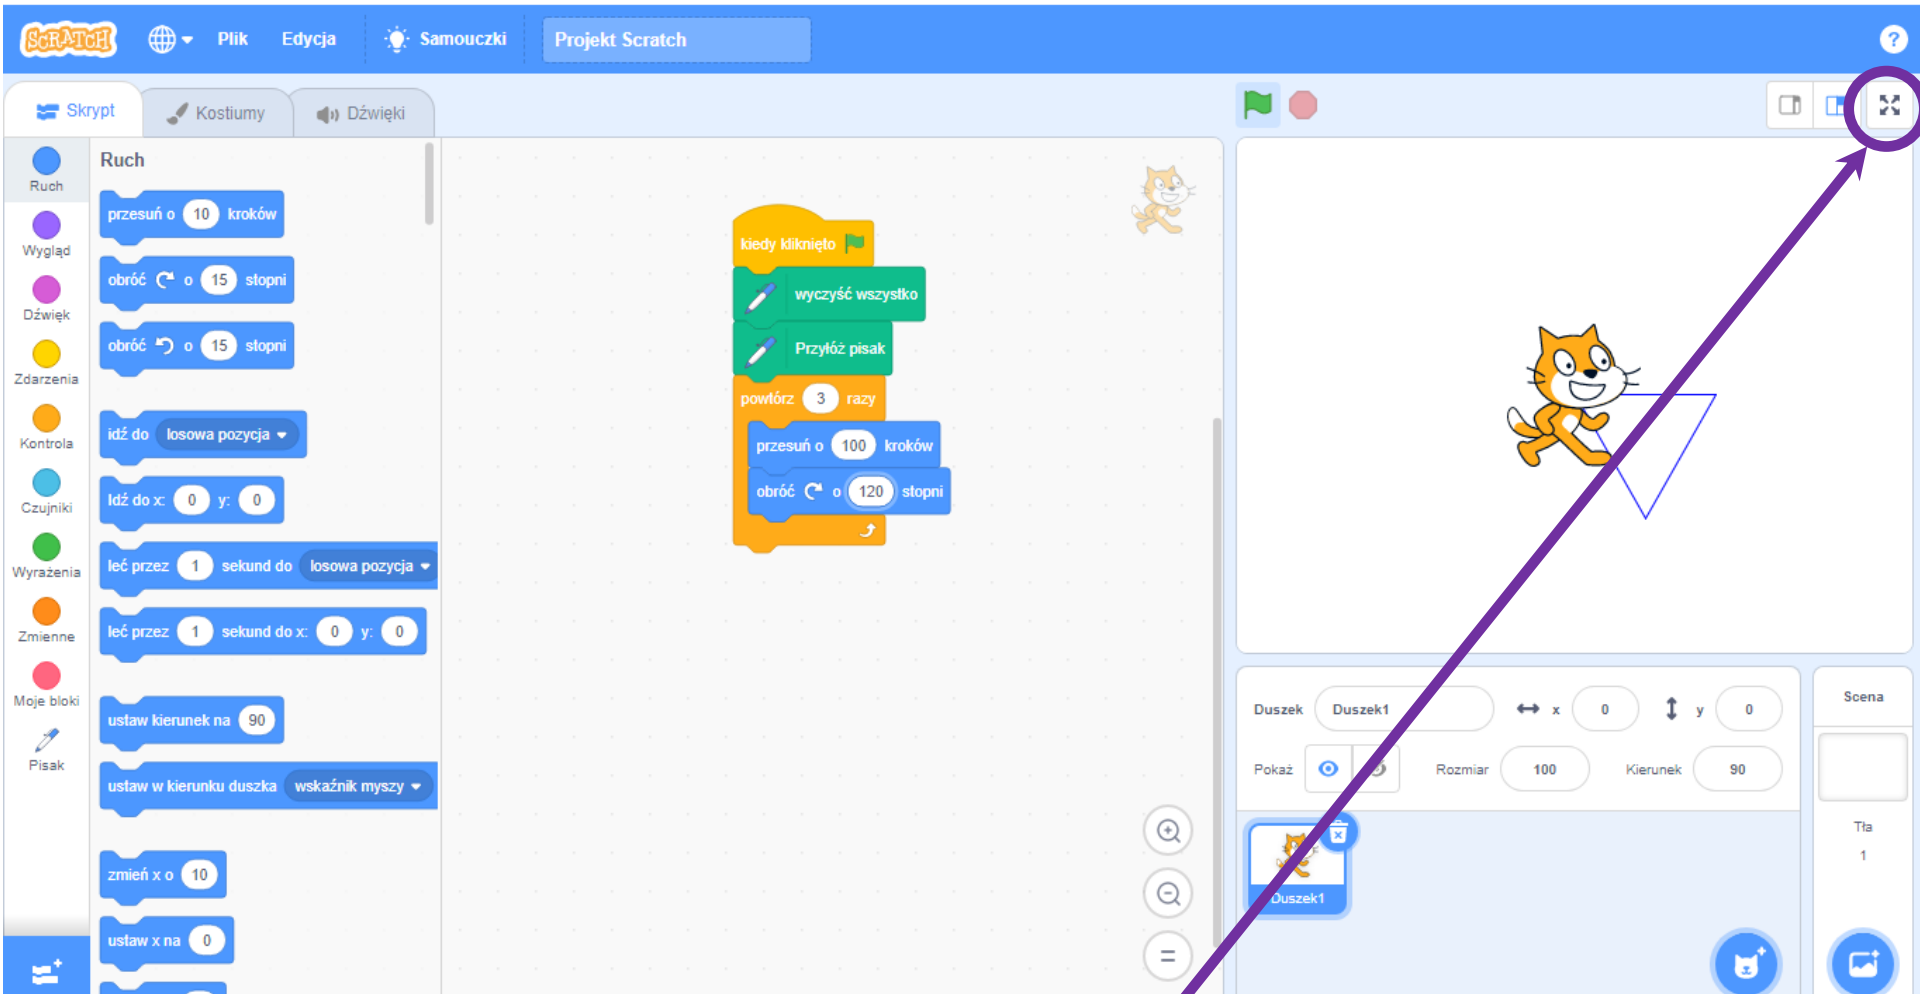 SCRATCH
Plik
Edycja
Samouczki
Projekt Scratch
?
Skrypt
Kostiumy
Dźwięki
Ruch
Wygląd
Dźwięk
Zdarzenia
Kontrola
Czujniki
Wyrażenia
Zmienne
Moje bloki
Pisak
Ruch
przesuń o 10 kroków
obróć o 15 stopni
obróć o 15 stopni
idź do losowa pozycja
Idź do x: 0 y: 0
leć przez 1 sekund do losowa pozycja
leć przez 1 sekund do x: 0 y: 0
ustaw kierunek na 90
ustaw w kierunku duszka wskaźnik myszy
zmień x o 10
ustaw x na 0
kiedy kliknięto
wyczyść wszystko
Przyłóż pisak
powtórz 3 razy
przesuń o 100 kroków
obróć o 120 stopni
Duszek Duszek1 x 0 y 0
Pokaż Rozmiar 100 Kierunek 90
Duszek1
Scena
Tła
1